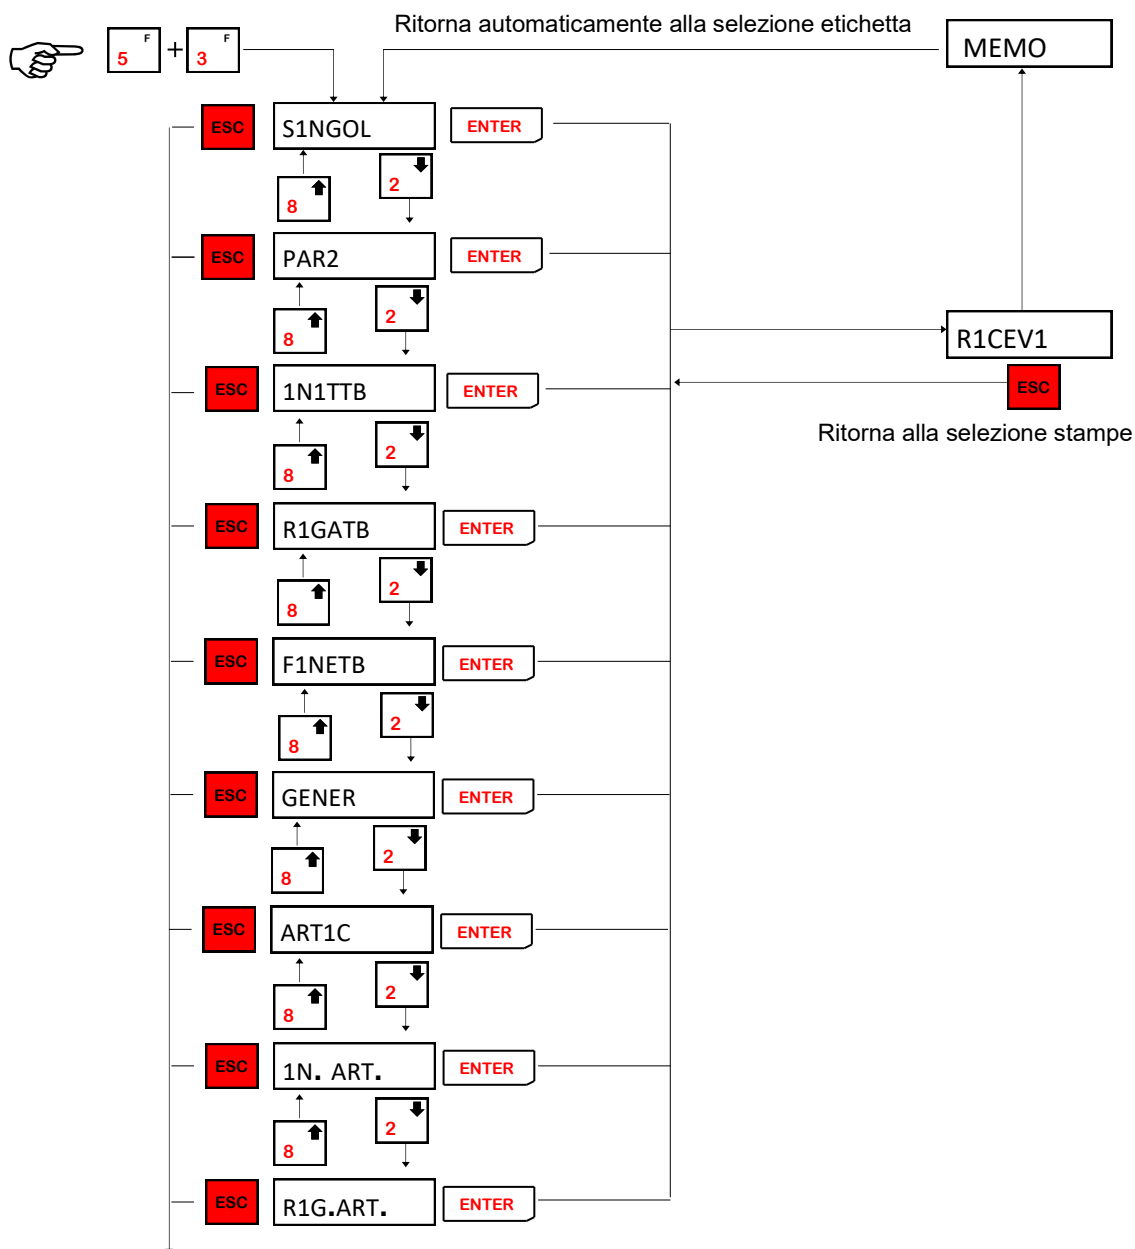 Ritorna automaticamente alla selezione etichetta
MEMO
5 F + 3 F
ESC S1NGOL ENTER
8 2
ESC PAR2 ENTER
8 2
R1CEV1
ESC 1N1TTB ENTER ESC
Ritorna alla selezione stampe
8 2
ESC R1GATB ENTER
8 2
ESC F1NETB ENTER
8 2
ESC GENER ENTER
8 2
ESC ART1C ENTER
8 2
ESC 1N. ART. ENTER
8 2
ESC R1G.ART. ENTER